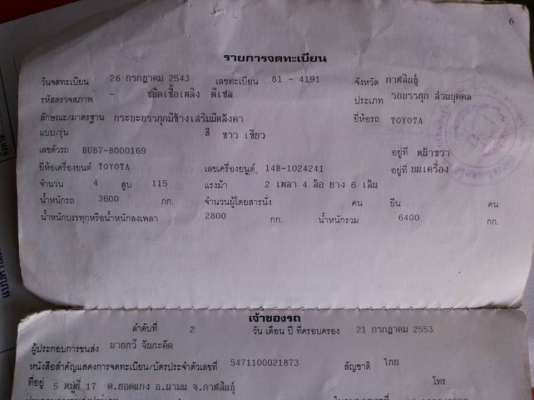 6
รายการจดทะเบียน
วันจดทะเบียน 26 กรกฎาคม 2543 เลขทะเบียน 81 - 4191 จังหวัด กาฬสินธุ์
รหัสตรวจสภาพ - ชนิดเชื้อเพลิง ดีเซล ประเภท รถบรรทุก ส่วนบุคคล
ลักษณะ/มาตรฐาน กระบะบรรทุกมีข้างเสริมมีหลังคา ยี่ห้อรถ TOYOTA
แบบ/รุ่น สี ขาว เขียว
เลขตัวรถ BU87-8000169 อยู่ที่ หน้าขวา
ยี่ห้อเครื่องยนต์ TOYOTA เลขเครื่องยนต์ 14B-1024241 อยู่ที่ บนเครื่อง
จำนวน 4 สูบ 115 แรงม้า 2 เพลา 4 ล้อ ยาง 6 เส้น
น้ำหนักรถ 3600 กก. จำนวนผู้โดยสารนั่ง คน ยืน คน
น้ำหนักบรรทุกหรือน้ำหนักลงเพลา 2800 กก. น้ำหนักรวม 6400 กก.
เจ้าของรถ
ลำดับที่ 2 วัน เดือน ปี ที่ครอบครอง 21 กรกฎาคม 2553
ผู้ประกอบการขนส่ง นายทวี
หนังสือสำคัญแสดงการจดทะเบียน/บัตรประจำตัวเลขที่ 5471100021873 สัญชาติ ไทย
ที่อยู่ 5 หมู่ที่ 17 ต.ยอดแกง อ.นามน จ.กาฬสินธุ์ โทร